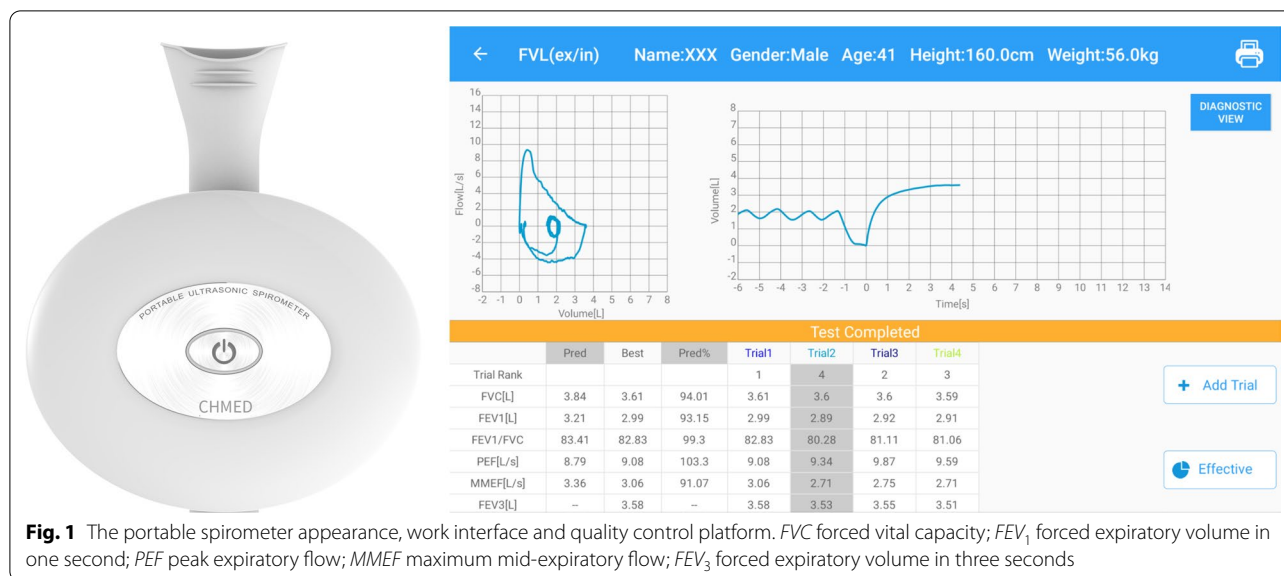 PORTABLE ULTRASONIC SPIROMETER
CHMED
← FVL(ex/in) Name:XXX Gender:Male Age:41 Height:160.0cm Weight:56.0kg
DIAGNOSTIC
VIEW
Flow[L/s]
16
14
12
10
8
6
4
2
0
-2
-4
-6
-8
-2 -1 0 1 2 3 4 5 6 7 8
Volume[L]
Volume[L]
8
7
6
5
4
3
2
1
0
-1
-2
-6 -5 -4 -3 -2 -1 0 1 2 3 4 5 6 7 8 9 10 11 12 13 14
Time[s]
Test Completed
Pred Best Pred% Trial1 Trial2 Trial3 Trial4
Trial Rank 1 4 2 3
FVC[L] 3.84 3.61 94.01 3.61 3.6 3.6 3.59
FEV1[L] 3.21 2.99 93.15 2.99 2.89 2.92 2.91
FEV1/FVC 83.41 82.83 99.3 82.83 80.28 81.11 81.06
PEF[L/s] 8.79 9.08 103.3 9.08 9.34 9.87 9.59
MMEF[L/s] 3.36 3.06 91.07 3.06 2.71 2.75 2.71
FEV3[L] -- 3.58 -- 3.58 3.53 3.55 3.51
+ Add Trial
Effective
Fig. 1 The portable spirometer appearance, work interface and quality control platform. FVC forced vital capacity; FEV₁ forced expiratory volume in
one second; PEF peak expiratory flow; MMEF maximum mid-expiratory flow; FEV₃ forced expiratory volume in three seconds